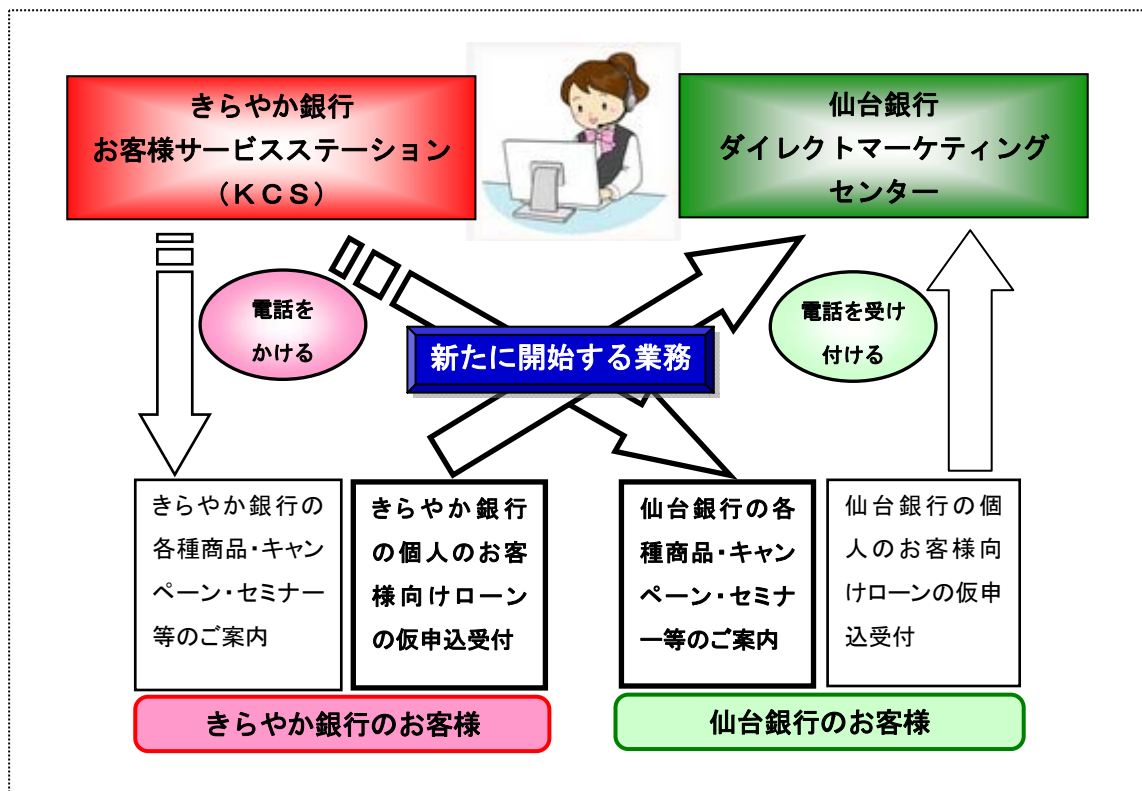 きらやか銀行
お客様サービスステーション
（ＫＣＳ）
仙台銀行
ダイレクトマーケティング
センター
電話を
かける
新たに開始する業務
電話を受け
付ける
きらやか銀行の
各種商品・キャン
ペーン・セミナー
等のご案内
きらやか銀行
の個人のお客
様向けローン
の仮申込受付
仙台銀行の各
種商品・キャン
ペーン・セミナ
ー等のご案内
仙台銀行の個
人のお客様向
けローンの仮申
込受付
きらやか銀行のお客様
仙台銀行のお客様